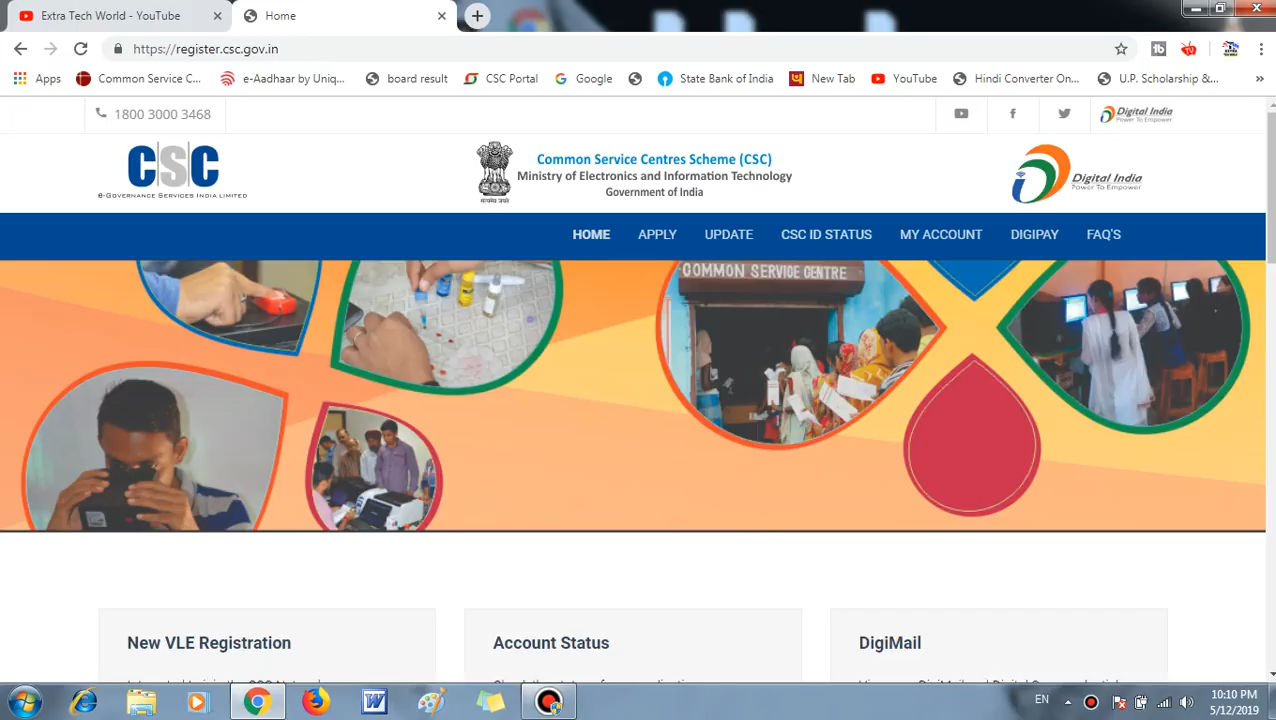 Extra Tech World - YouTube
Home
https://register.csc.gov.in
Apps
Common Service C...
e-Aadhaar by Uniq...
board result
CSC Portal
Google
State Bank of India
New Tab
YouTube
Hindi Converter On...
U.P. Scholarship &...
»
1800 3000 3468
Digital India
Power To Empower
CSC
e-GOVERNANCE SERVICES INDIA LIMITED
सत्यमेव जयते
Common Service Centres Scheme (CSC)
Ministry of Electronics and Information Technology
Government of India
Digital India
Power To Empower
HOME
APPLY
UPDATE
CSC ID STATUS
MY ACCOUNT
DIGIPAY
FAQ'S
COMMON SERVICE CENTRE
New VLE Registration
Account Status
DigiMail
EN
10:10 PM
5/12/2019